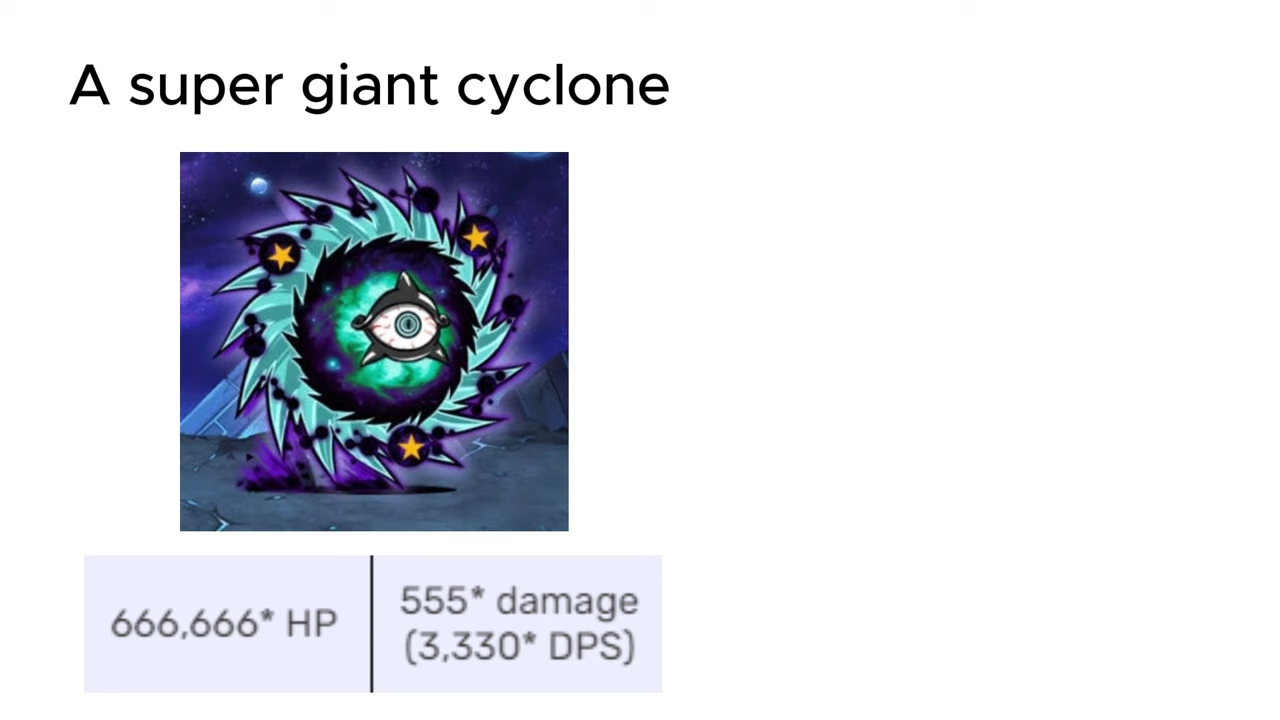 A super giant cyclone
666,666* HP
555* damage
(3,330* DPS)